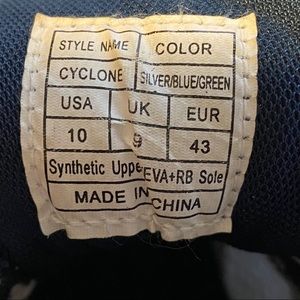 STYLE NAME COLOR
CYCLONE SILVER/BLUE/GREEN
USA UK EUR
10 9 43
Synthetic Uppe EVA+RB Sole
MADE IN CHINA